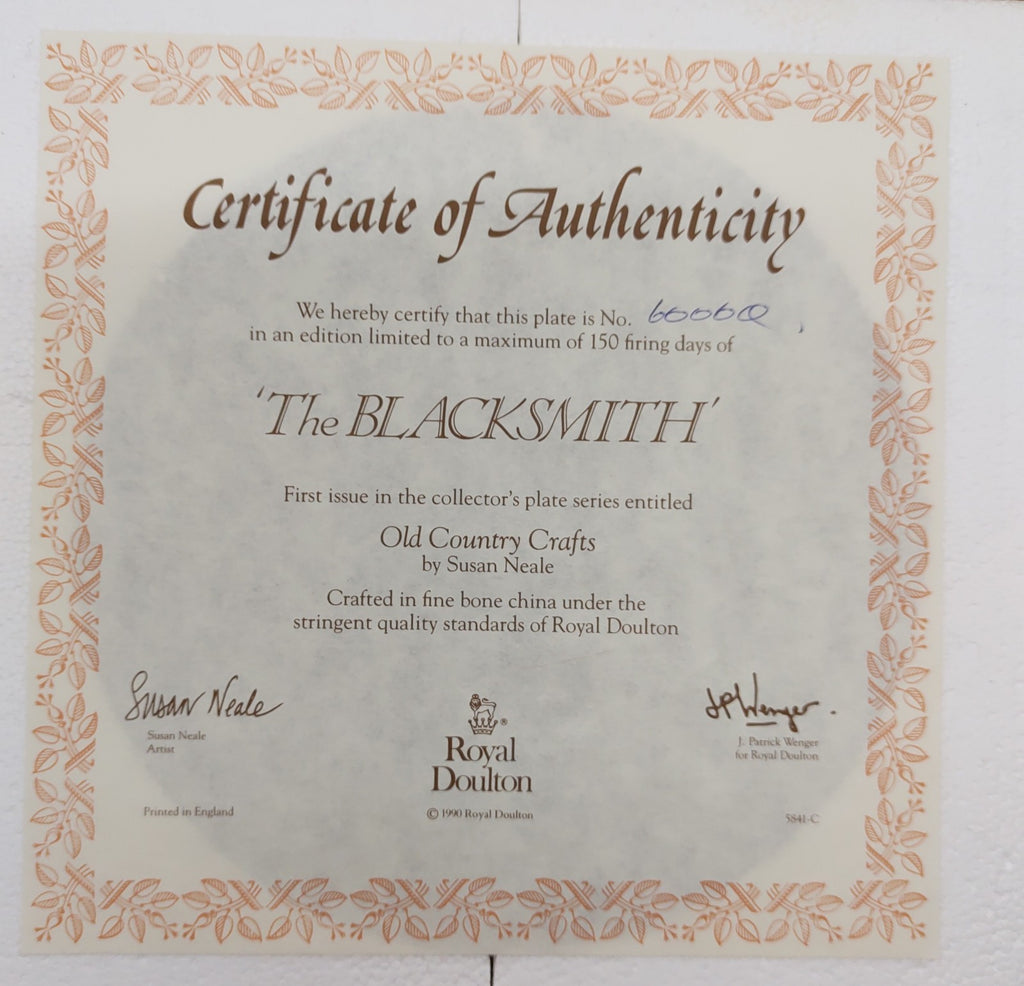 Certificate of Authenticity
We hereby certify that this plate is No.
in an edition limited to a maximum of 150 firing days of
'The BLACKSMITH'
First issue in the collector's plate series entitled
Old Country Crafts
by Susan Neale
Crafted in fine bone china under the
stringent quality standards of Royal Doulton
Susan Neale
Susan Neale
Artist
JPWenger.
J. Patrick Wenger
for Royal Doulton
®
Royal
Doulton
Printed in England
© 1990 Royal Doulton
5841-C